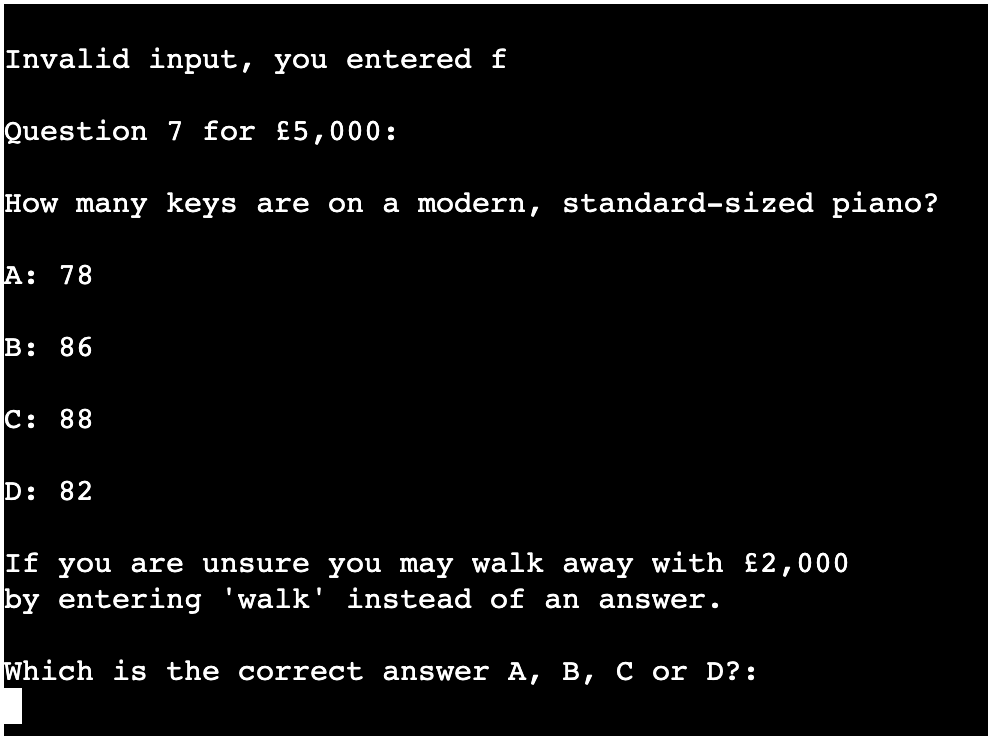 Invalid input, you entered f
Question 7 for £5,000:
How many keys are on a modern, standard-sized piano?
A: 78
B: 86
C: 88
D: 82
If you are unsure you may walk away with £2,000
by entering 'walk' instead of an answer.
Which is the correct answer A, B, C or D?: